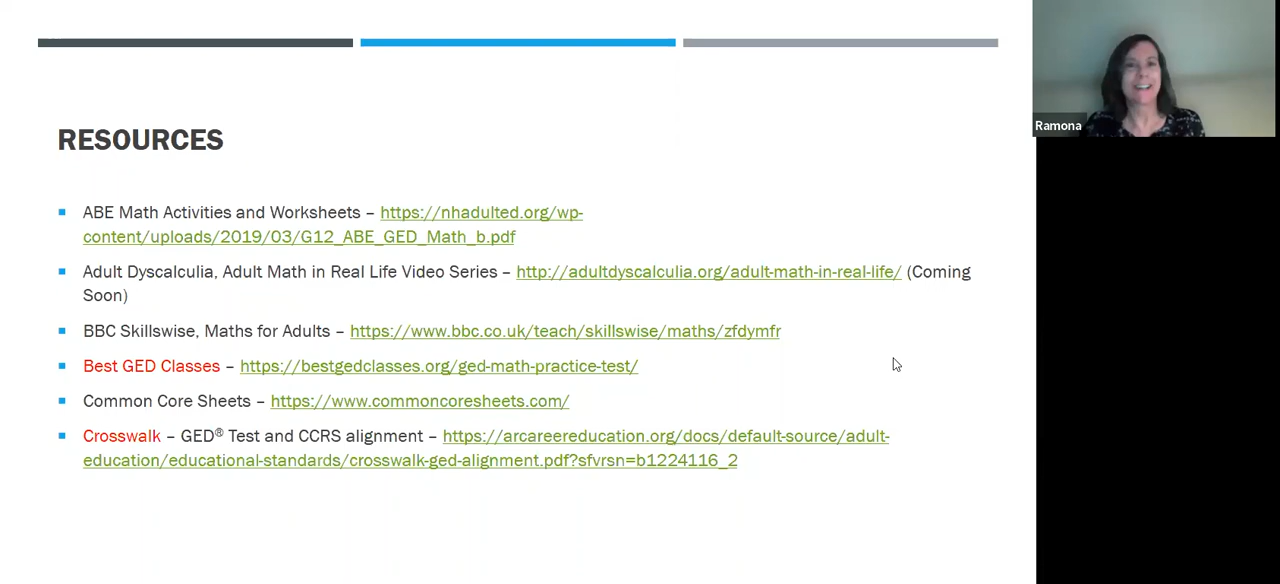 RESOURCES
ABE Math Activities and Worksheets – https://nhadulted.org/wp-
content/uploads/2019/03/G12_ABE_GED_Math_b.pdf
Adult Dyscalculia, Adult Math in Real Life Video Series – http://adultdyscalculia.org/adult-math-in-real-life/ (Coming
Soon)
BBC Skillswise, Maths for Adults – https://www.bbc.co.uk/teach/skillswise/maths/zfdymfr
Best GED Classes – https://bestgedclasses.org/ged-math-practice-test/
Common Core Sheets – https://www.commoncoresheets.com/
Crosswalk – GED® Test and CCRS alignment – https://arcareereducation.org/docs/default-source/adult-
education/educational-standards/crosswalk-ged-alignment.pdf?sfvrsn=b1224116_2
Ramona